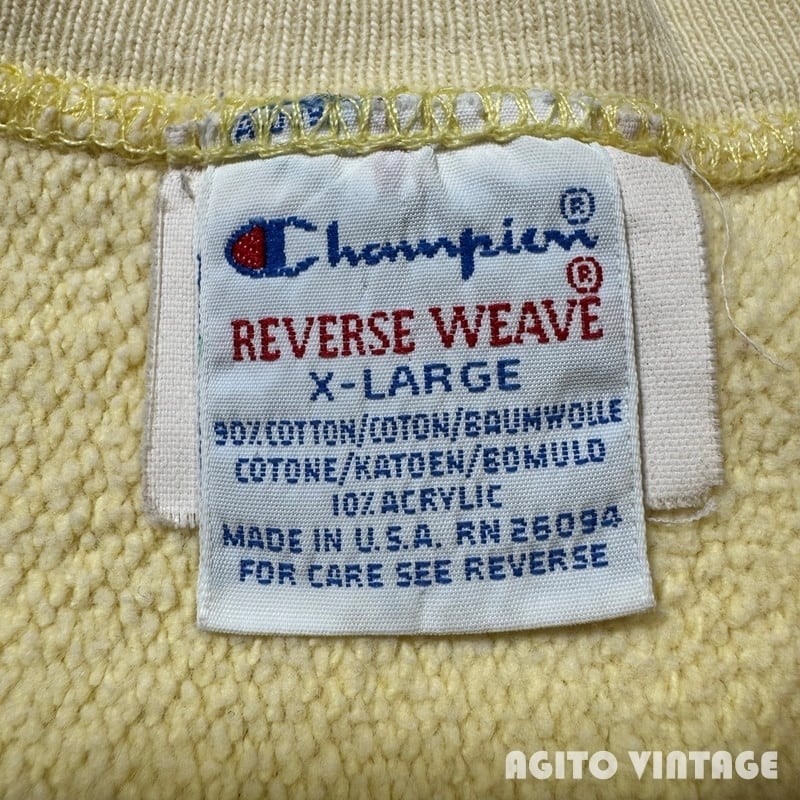 Champion®
REVERSE WEAVE®
X-LARGE
90% COTTON/COTON/BAUMWOLLE
COTONE/KATOEN/BOMULD
10% ACRYLIC
MADE IN U.S.A. RN 26094
FOR CARE SEE REVERSE
AGITO VINTAGE